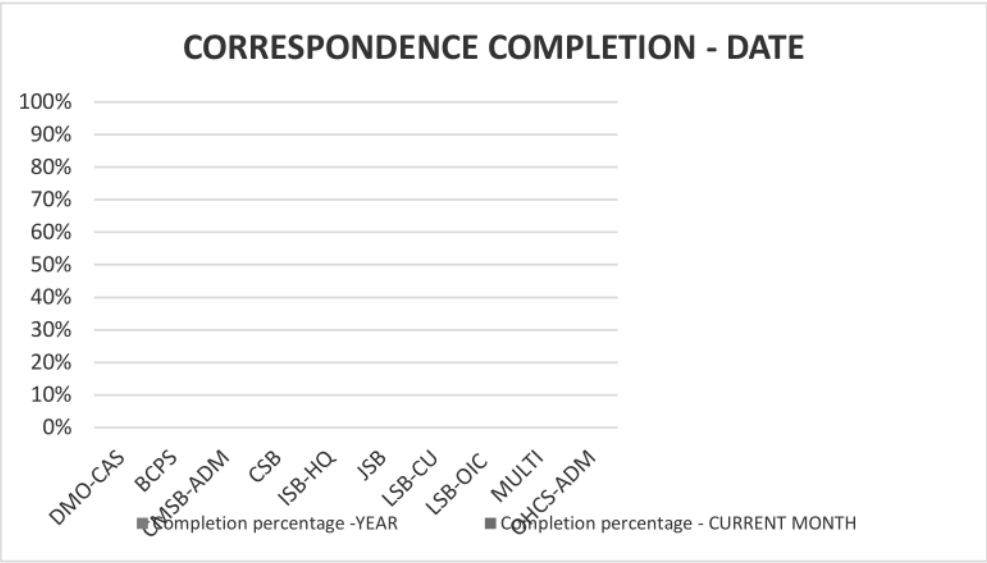 CORRESPONDENCE COMPLETION - DATE
100%
90%
80%
70%
60%
50%
40%
30%
20%
10%
0%
DMO-CAS
BCPS
CMSB-ADM
CSB
ISB-HQ
JSB
LSB-CU
LSB-OIC
MULTI
OHCS-ADM
Completion percentage -YEAR
Completion percentage - CURRENT MONTH